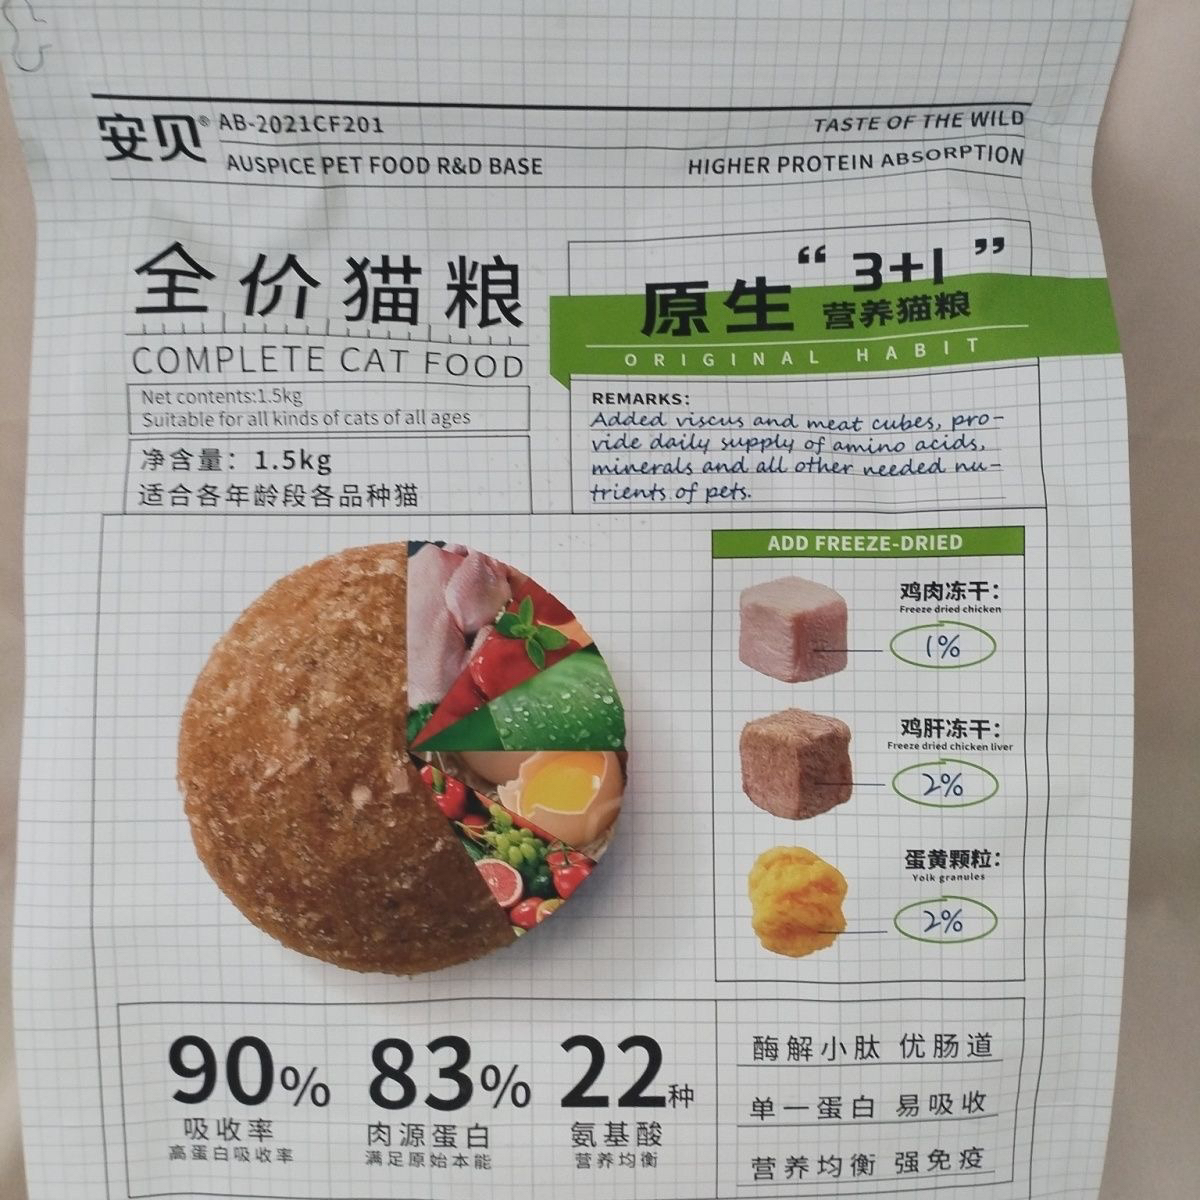 安贝® AB-2021CF201
AUSPICE PET FOOD R&D BASE
TASTE OF THE WILD
HIGHER PROTEIN ABSORPTION
全价猫粮
COMPLETE CAT FOOD
Net contents:1.5kg
Suitable for all kinds of cats of all ages
净含量：1.5kg
适合各年龄段各品种猫
原生“3+1”
营养猫粮
ORIGINAL HABIT
REMARKS:
Added viscus and meat cubes, pro-
vide daily supply of amino acids,
minerals and all other needed nu-
trients of pets.
ADD FREEZE-DRIED
鸡肉冻干：
Freeze dried chicken
1%
鸡肝冻干：
Freeze dried chicken liver
2%
蛋黄颗粒：
Yolk granules
2%
90%
吸收率
高蛋白吸收率
83%
肉源蛋白
满足原始本能
22种
氨基酸
营养均衡
酶解小肽 优肠道
单一蛋白 易吸收
营养均衡 强免疫